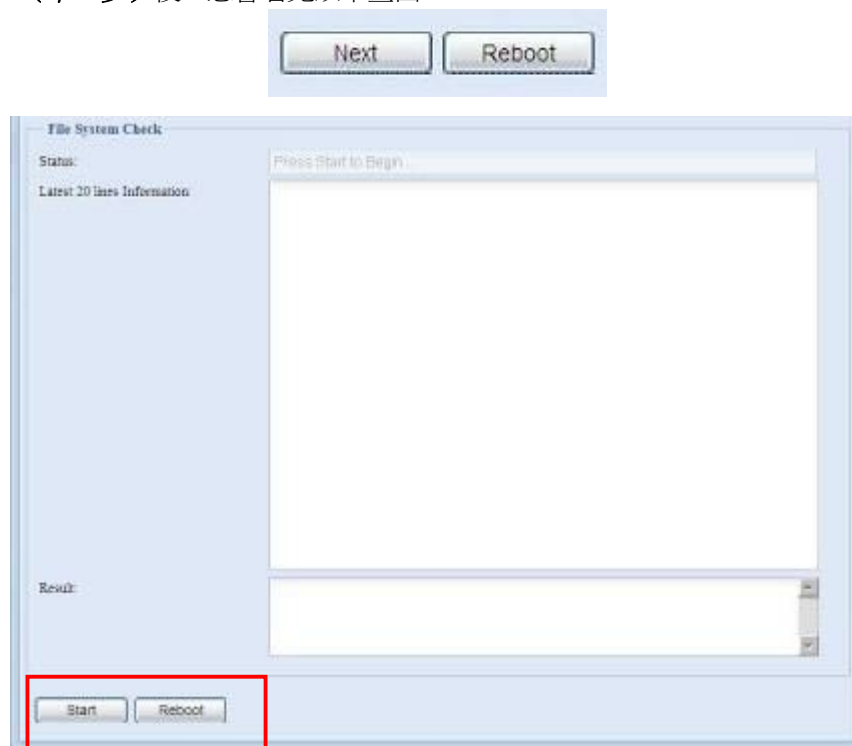 Next Reboot
File System Check
Status: Press Start to Begin ...
Latest 20 lines Information
Result:
Start Reboot